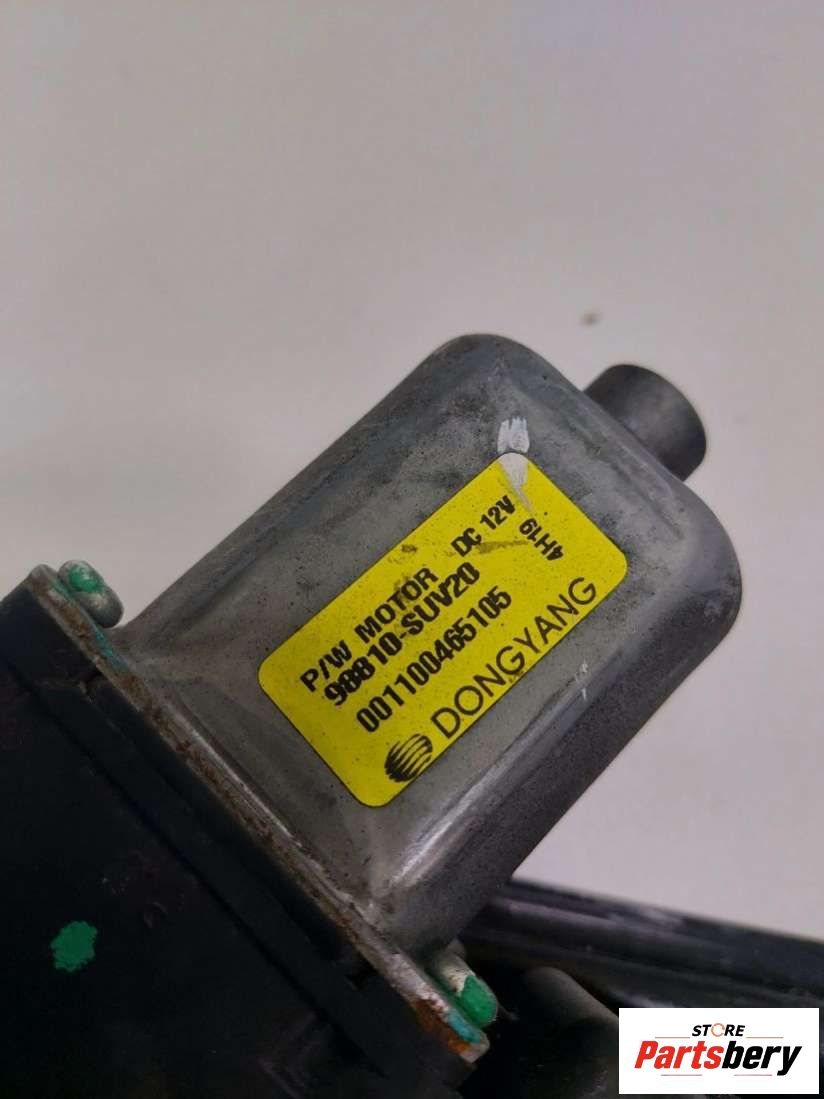 P/W MOTOR DC 12V
98810-SUV20
4H19
001100465105
DONGYANG
STORE
Partsbery